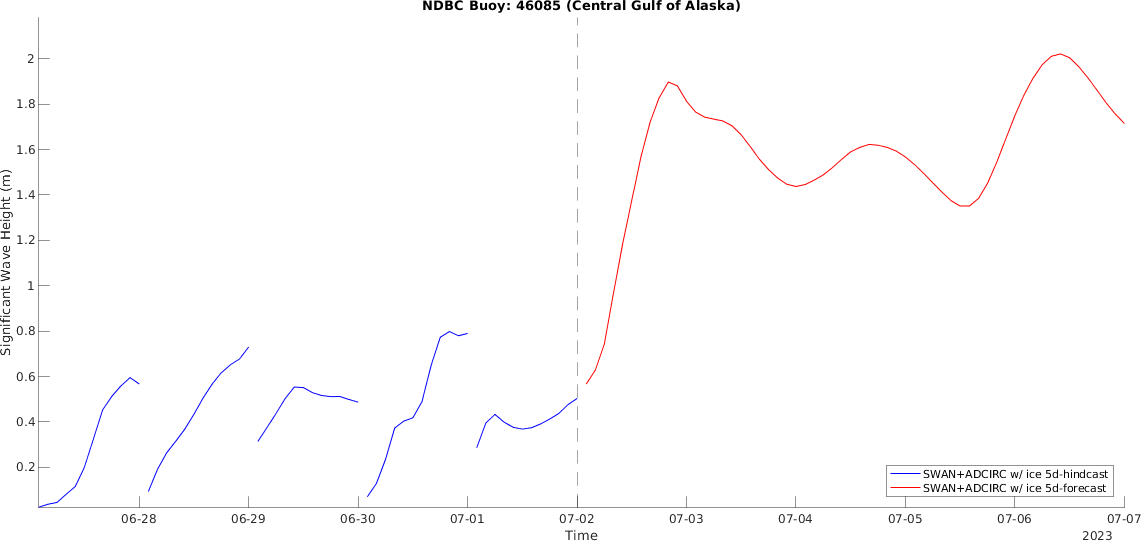 NDBC Buoy: 46085 (Central Gulf of Alaska)
Significant Wave Height (m)
2
1.8
1.6
1.4
1.2
1
0.8
0.6
0.4
0.2
SWAN+ADCIRC w/ ice 5d-hindcast
SWAN+ADCIRC w/ ice 5d-forecast
06-28 06-29 06-30 07-01 07-02 07-03 07-04 07-05 07-06 07-07
Time
2023